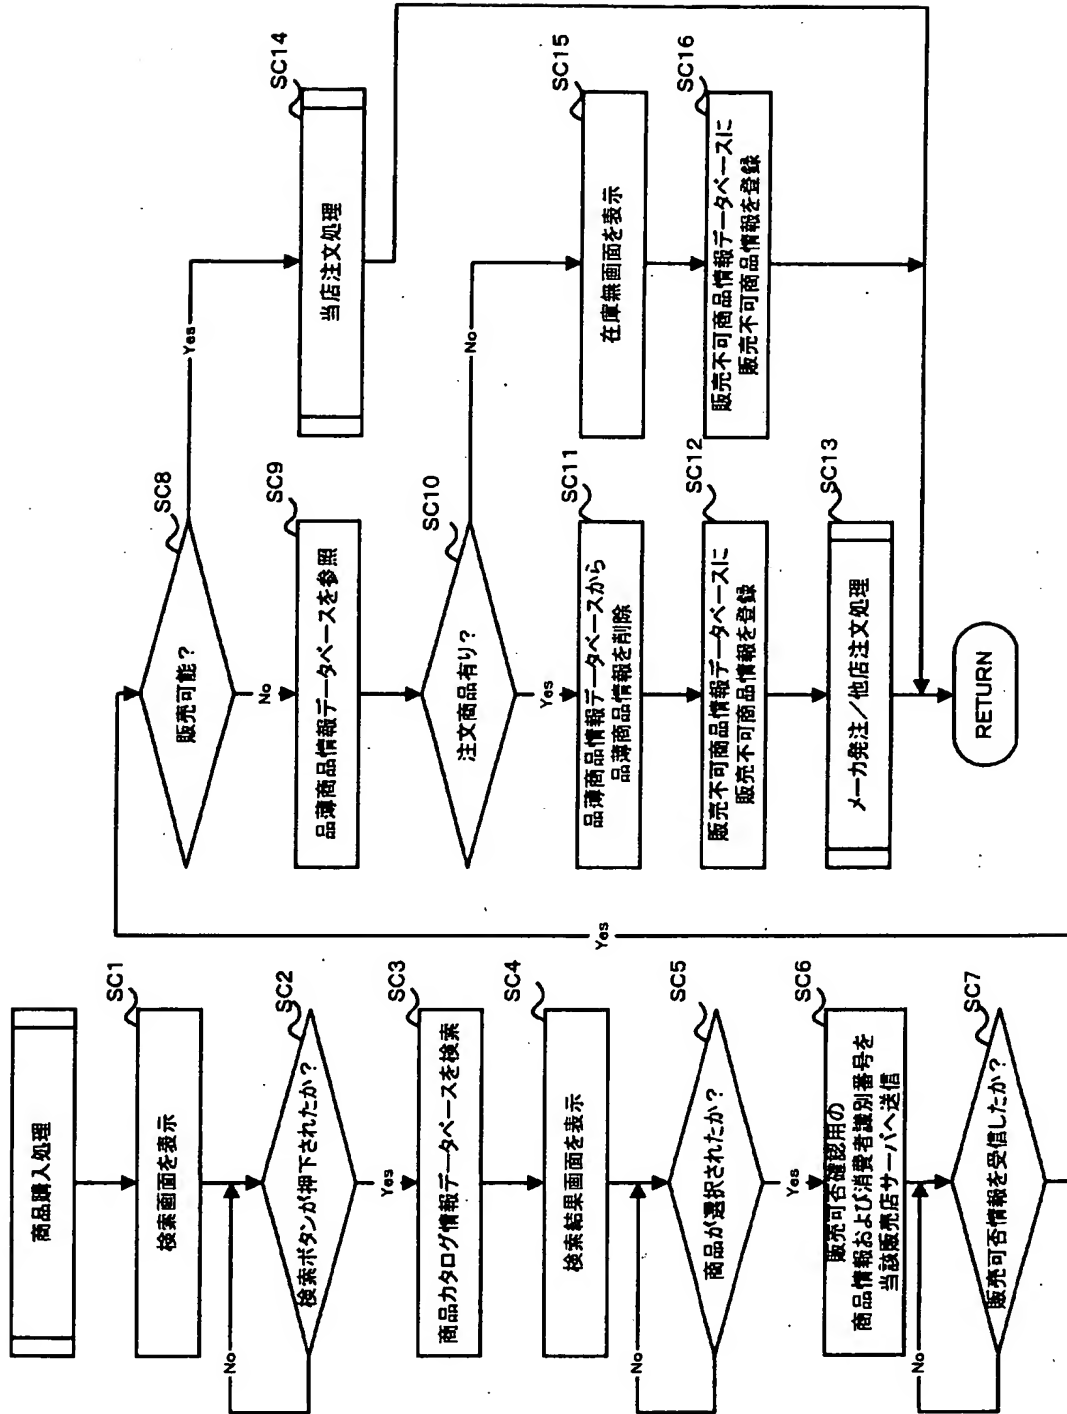 商品購入処理
SC1
検索画面を表示
SC2
検索ボタンが押下されたか？
No
Yes
SC3
商品カタログ情報データベースを検索
SC4
検索結果画面を表示
SC5
商品が選択されたか？
No
Yes
SC6
販売可否確認用の
商品情報および消費者識別番号を
当該販売店サーバへ送信
SC7
販売可否情報を受信したか？
No
Yes
SC8
販売可能？
Yes
No
SC9
品薄商品情報データベースを参照
SC10
注文商品有り？
No
Yes
SC11
品薄商品情報データベースから
品薄商品情報を削除
SC12
販売不可商品情報データベースに
販売不可商品情報を登録
SC13
メーカ発注／他店注文処理
RETURN
SC14
当店注文処理
SC15
在庫無画面を表示
SC16
販売不可商品情報データベースに
販売不可商品情報を登録